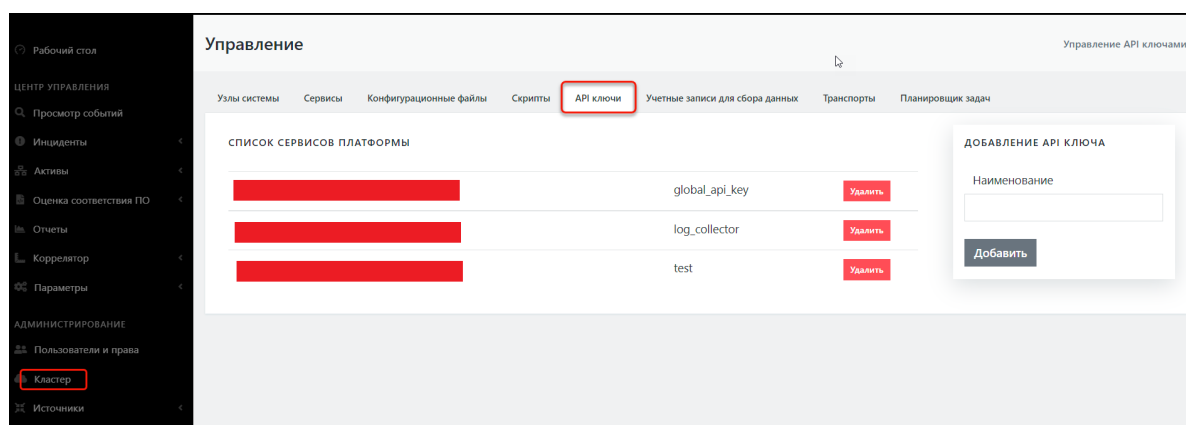 Рабочий стол
ЦЕНТР УПРАВЛЕНИЯ
Просмотр событий
Инциденты
Активы
Оценка соответствия ПО
Отчеты
Коррелятор
Параметры
АДМИНИСТРИРОВАНИЕ
Пользователи и права
Кластер
Источники
Управление
Управление API ключами
Узлы системы Сервисы Конфигурационные файлы Скрипты API ключи Учетные записи для сбора данных Транспорты Планировщик задач
СПИСОК СЕРВИСОВ ПЛАТФОРМЫ
global_api_key Удалить
log_collector Удалить
test Удалить
ДОБАВЛЕНИЕ API КЛЮЧА
Наименование
Добавить